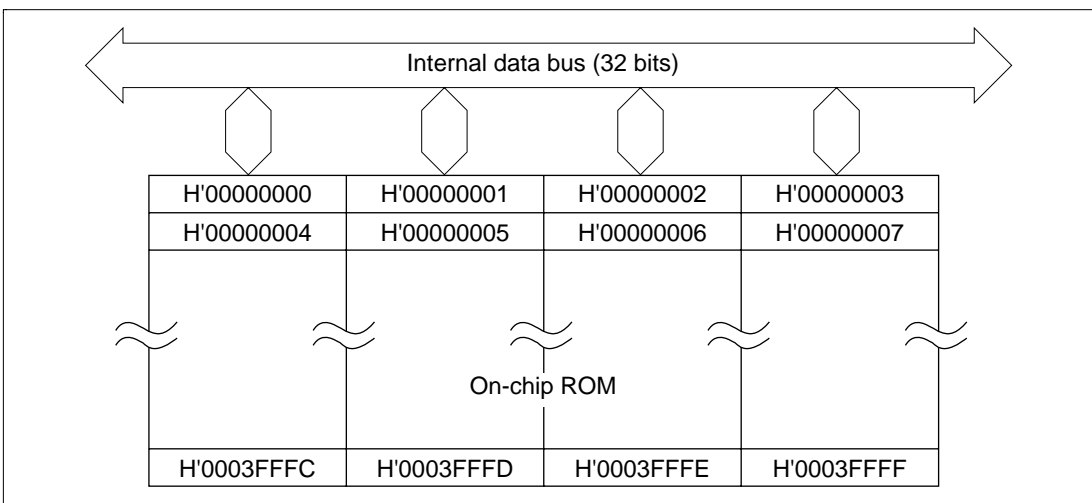 Internal data bus (32 bits)
H'00000000 H'00000001 H'00000002 H'00000003
H'00000004 H'00000005 H'00000006 H'00000007
On-chip ROM
H'0003FFFC H'0003FFFD H'0003FFFE H'0003FFFF